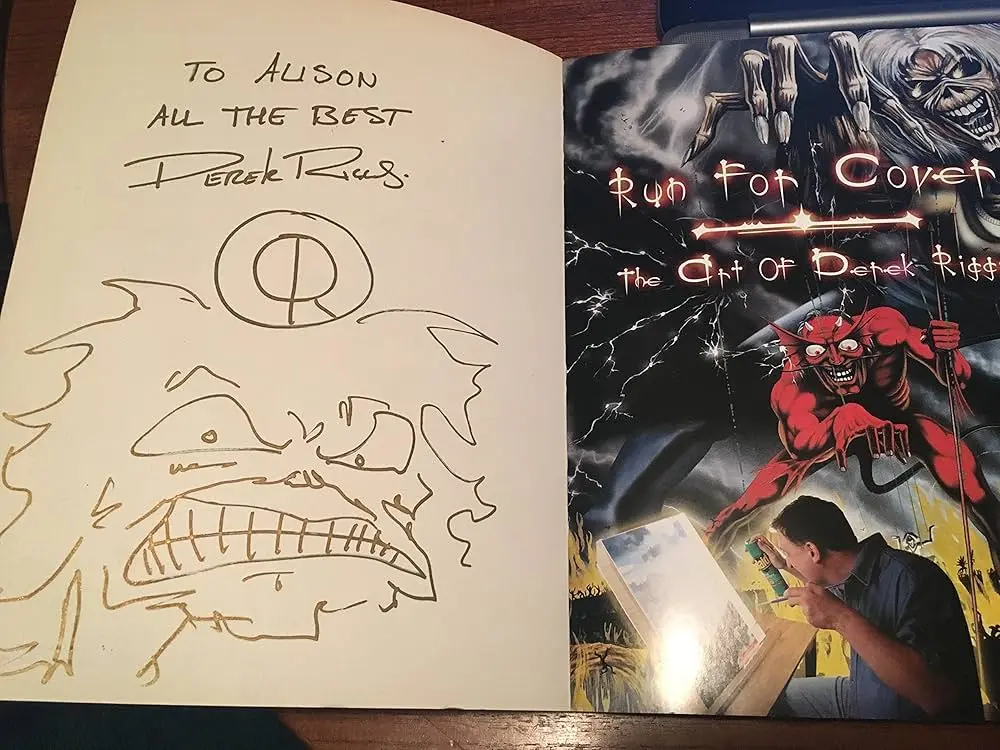 TO ALISON
ALL THE BEST
DEREK RIGGS.
Run For Cover
The Art Of Derek Riggs